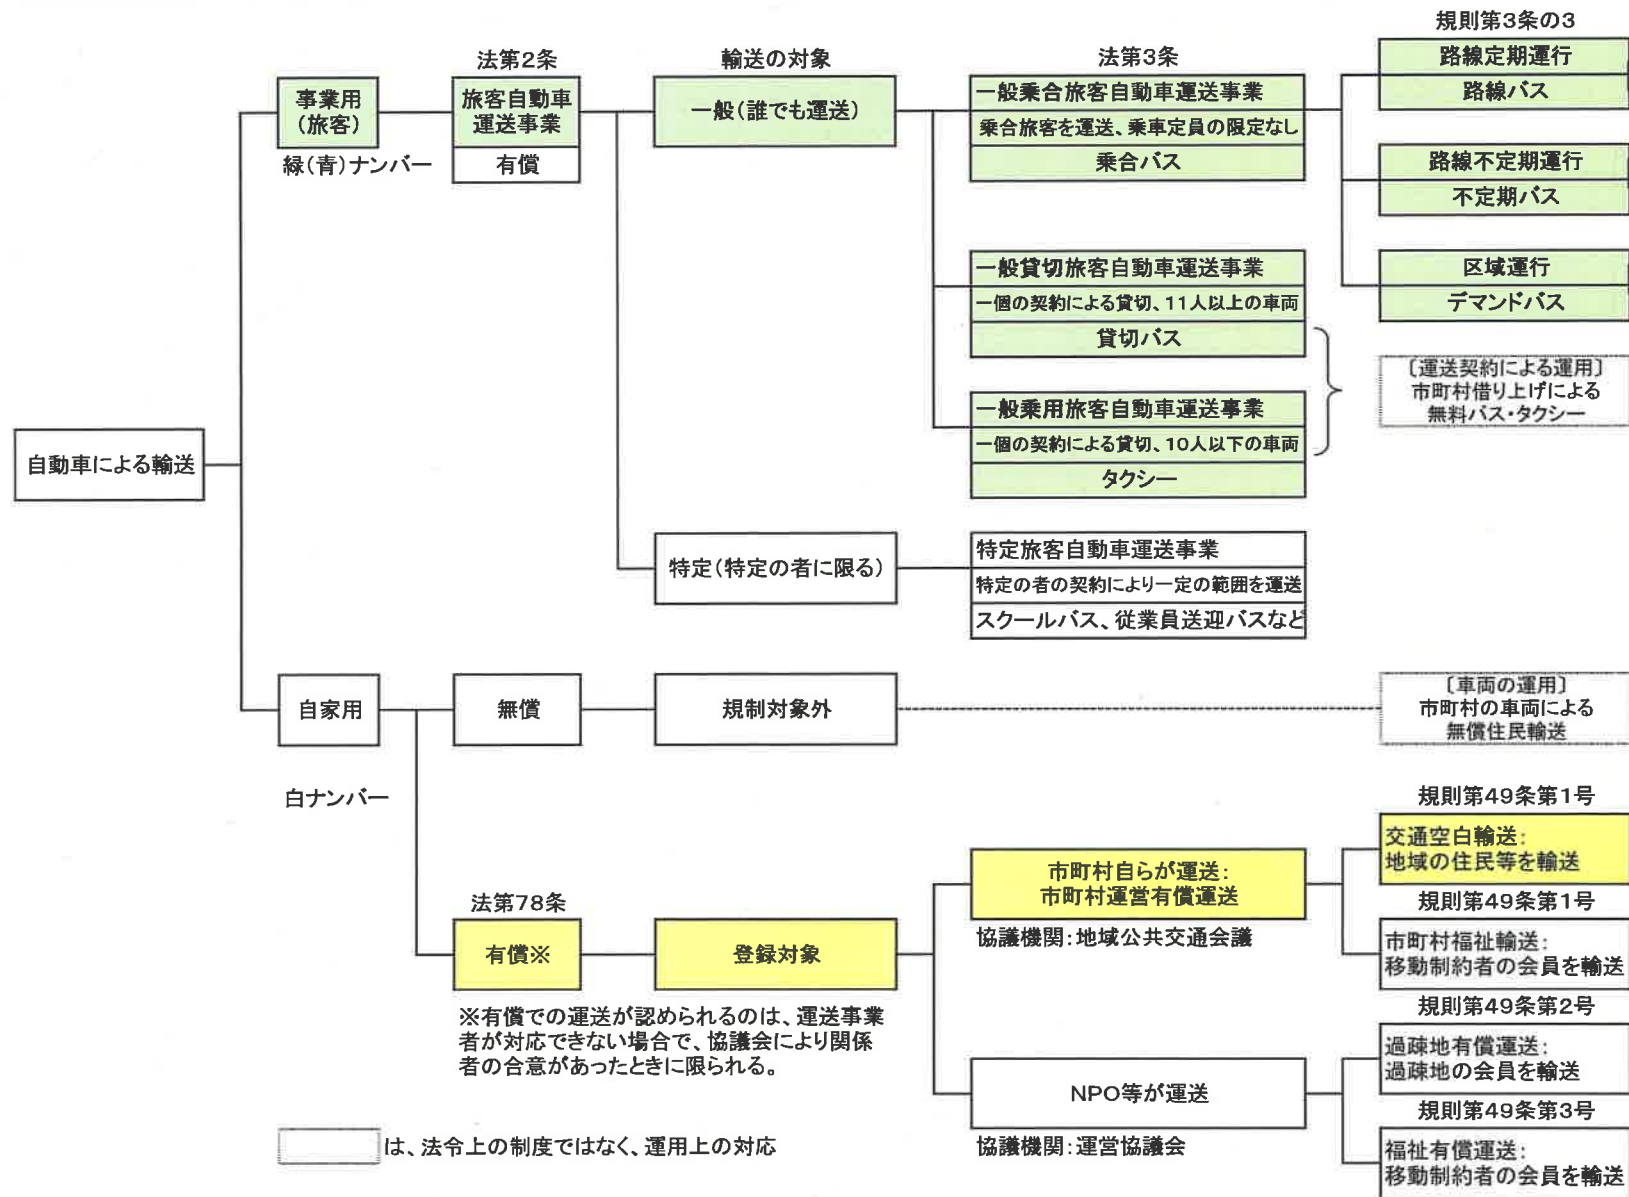 規則第3条の3
法第2条
輸送の対象
法第3条
事業用
(旅客)
緑(青)ナンバー
旅客自動車
運送事業
有償
一般(誰でも運送)
一般乗合旅客自動車運送事業
乗合旅客を運送、乗車定員の限定なし
乗合バス
路線定期運行
路線バス
路線不定期運行
不定期バス
区域運行
デマンドバス
一般貸切旅客自動車運送事業
一個の契約による貸切、11人以上の車両
貸切バス
一般乗用旅客自動車運送事業
一個の契約による貸切、10人以下の車両
タクシー
〔運送契約による運用〕
市町村借り上げによる
無料バス・タクシー
自動車による輸送
特定(特定の者に限る)
特定旅客自動車運送事業
特定の者の契約により一定の範囲を運送
スクールバス、従業員送迎バスなど
自家用
白ナンバー
無償
規制対象外
〔車両の運用〕
市町村の車両による
無償住民輸送
法第78条
有償※
登録対象
※有償での運送が認められるのは、運送事業
者が対応できない場合で、協議会により関係
者の合意があったときに限られる。
市町村自らが運送:
市町村運営有償運送
協議機関:地域公共交通会議
規則第49条第1号
交通空白輸送:
地域の住民等を輸送
規則第49条第1号
市町村福祉輸送:
移動制約者の会員を輸送
NPO等が運送
協議機関:運営協議会
規則第49条第2号
過疎地有償運送:
過疎地の会員を輸送
規則第49条第3号
福祉有償運送:
移動制約者の会員を輸送
は、法令上の制度ではなく、運用上の対応